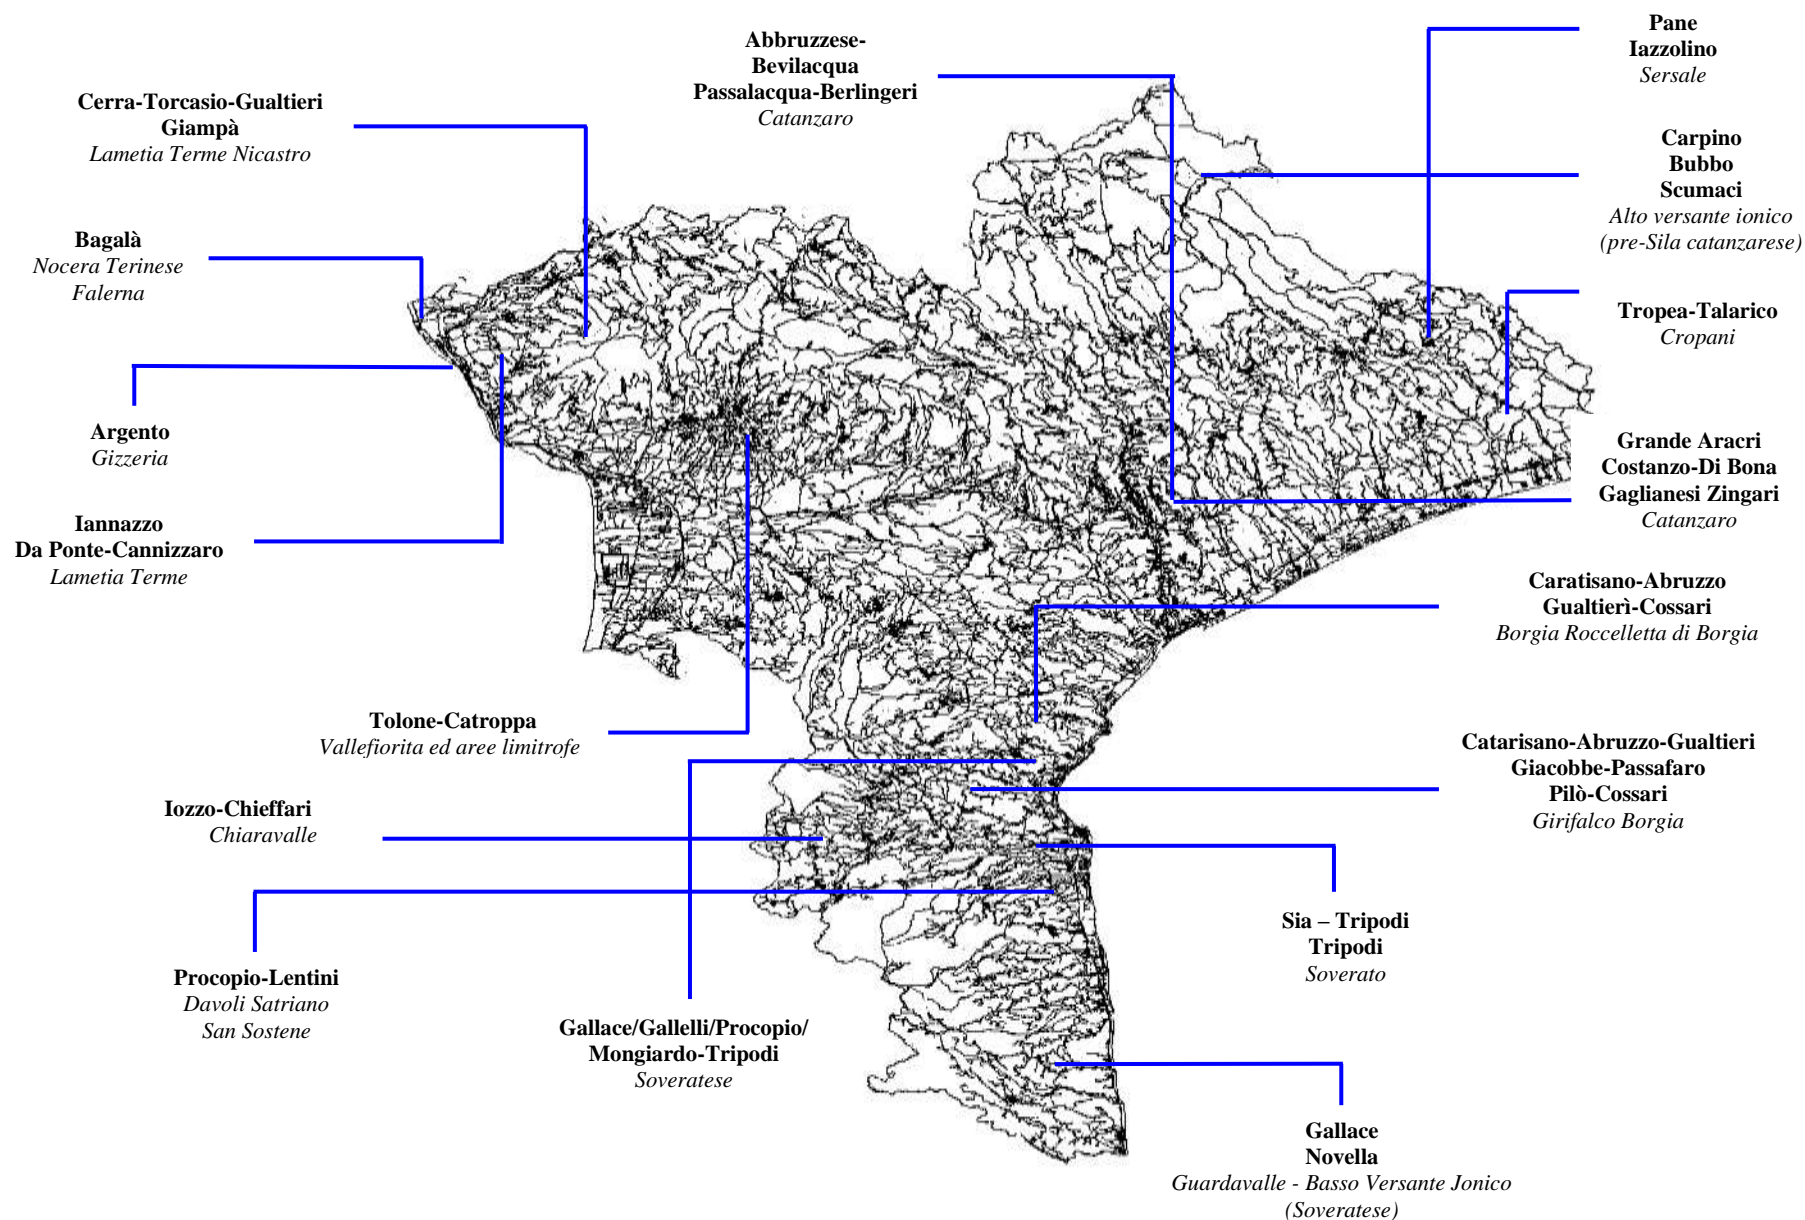 Pane
Iazzolino
Sersale
Abbruzzese-
Bevilacqua
Passalacqua-Berlingeri
Catanzaro
Cerra-Torcasio-Gualtieri
Giampà
Lametia Terme Nicastro
Carpino
Bubbo
Scumaci
Alto versante ionico
(pre-Sila catanzarese)
Bagalà
Nocera Terinese
Falerna
Tropea-Talarico
Cropani
Argento
Gizzeria
Grande Aracri
Costanzo-Di Bona
Gaglianesi Zingari
Catanzaro
Iannazzo
Da Ponte-Cannizzaro
Lametia Terme
Caratisano-Abruzzo
Gualtierì-Cossari
Borgia Roccelletta di Borgia
Tolone-Catroppa
Vallefiorita ed aree limitrofe
Catarisano-Abruzzo-Gualtieri
Giacobbe-Passafaro
Pilò-Cossari
Girifalco Borgia
Iozzo-Chieffari
Chiaravalle
Sia – Tripodi
Tripodi
Soverato
Procopio-Lentini
Davoli Satriano
San Sostene
Gallace/Gallelli/Procopio/
Mongiardo-Tripodi
Soveratese
Gallace
Novella
Guardavalle - Basso Versante Jonico
(Soveratese)